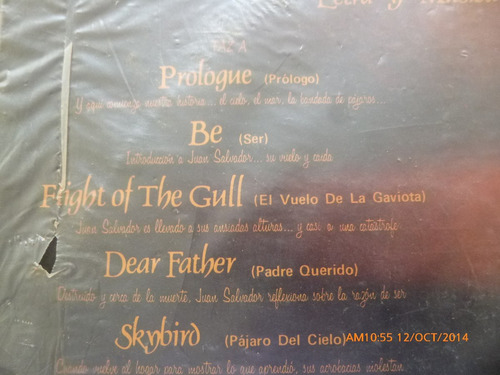 Letra y
A
Prologue (Prólogo)
Y aquí comienza nuestra historia... el cielo, el mar, la bandada de pájaros...
Be (Ser)
Introducción a Juan Salvador... su vuelo y caída
Flight of The Gull (El Vuelo De La Gaviota)
Juan Salvador es llevado a sus ansiadas alturas... y casi a una catástrofe
Dear Father (Padre Querido)
Destruido y cerca de la muerte, Juan Salvador reflexiona sobre la razón de ser
Skybird (Pájaro Del Cielo)
AM10:55 12/OCT/2014
Cuando vuelve al hogar para mostrar lo que aprendió, sus acrobacias molestan